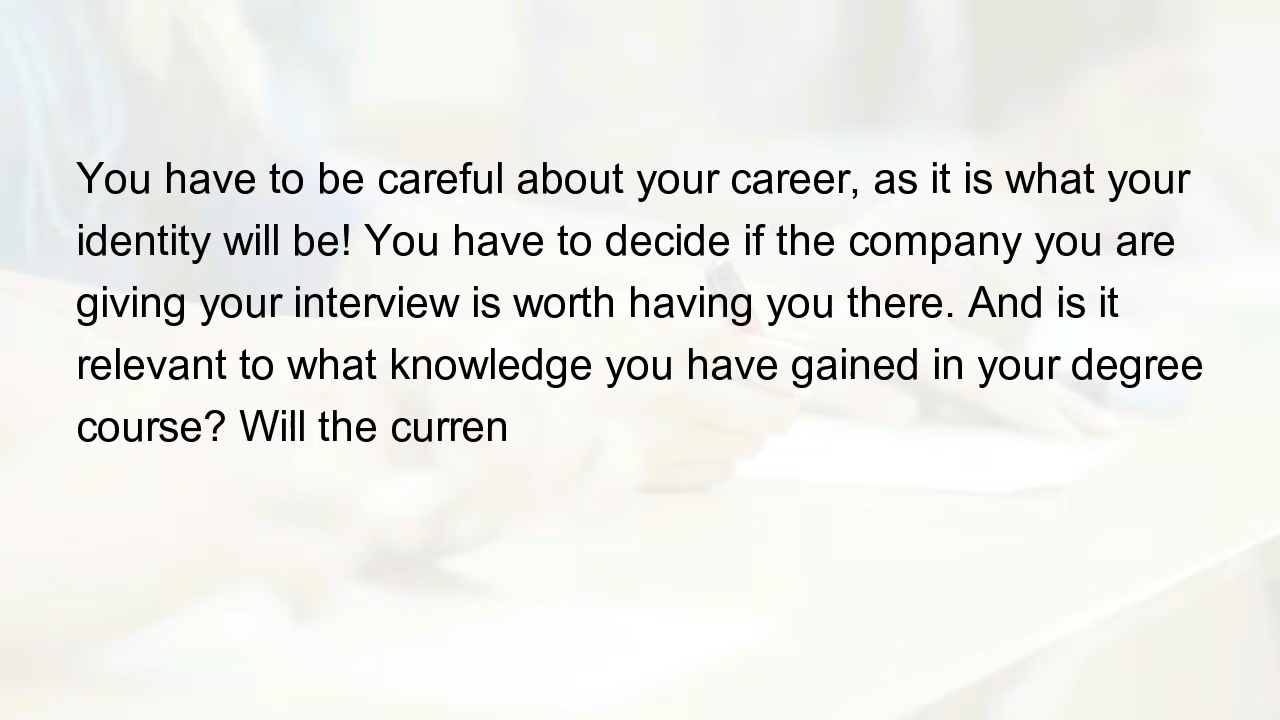 You have to be careful about your career, as it is what your
identity will be! You have to decide if the company you are
giving your interview is worth having you there. And is it
relevant to what knowledge you have gained in your degree
course? Will the curren